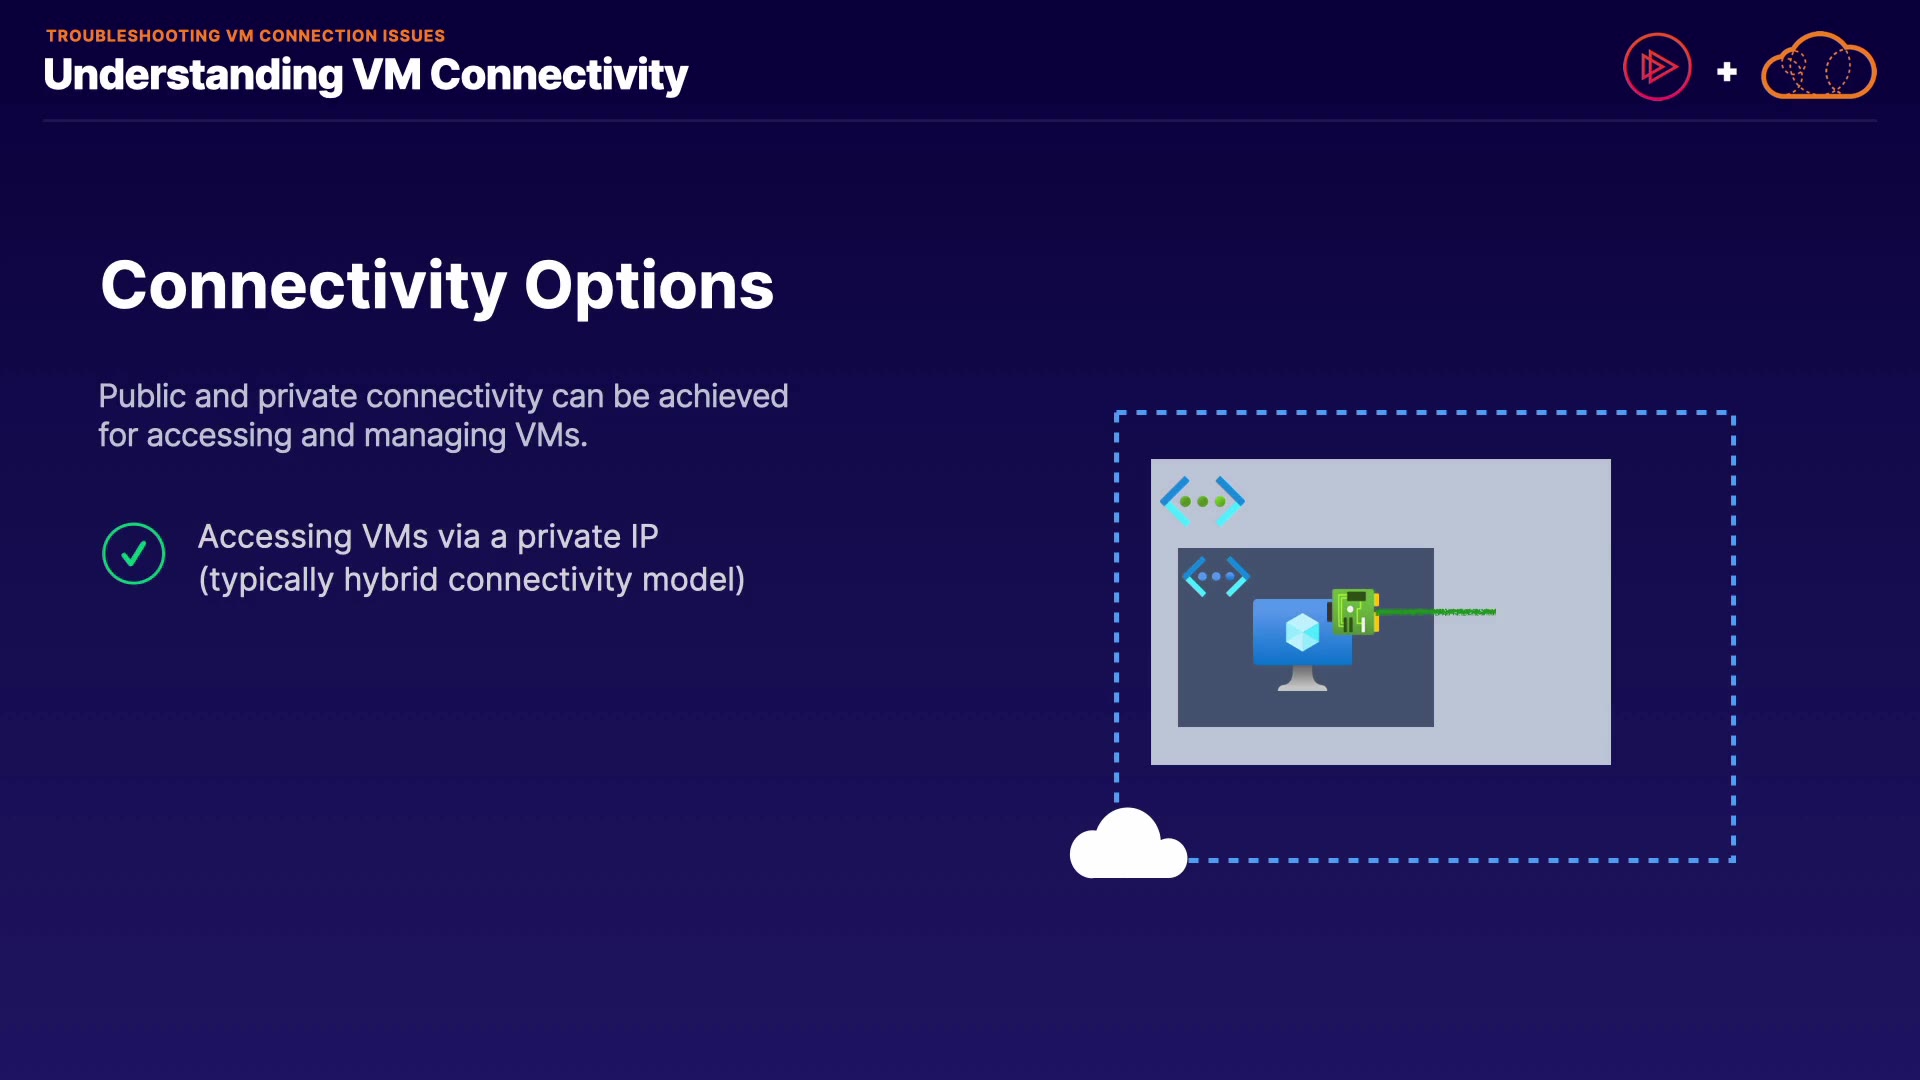 TROUBLESHOOTING VM CONNECTION ISSUES
Understanding VM Connectivity
+
Connectivity Options
Public and private connectivity can be achieved
for accessing and managing VMs.
Accessing VMs via a private IP
(typically hybrid connectivity model)